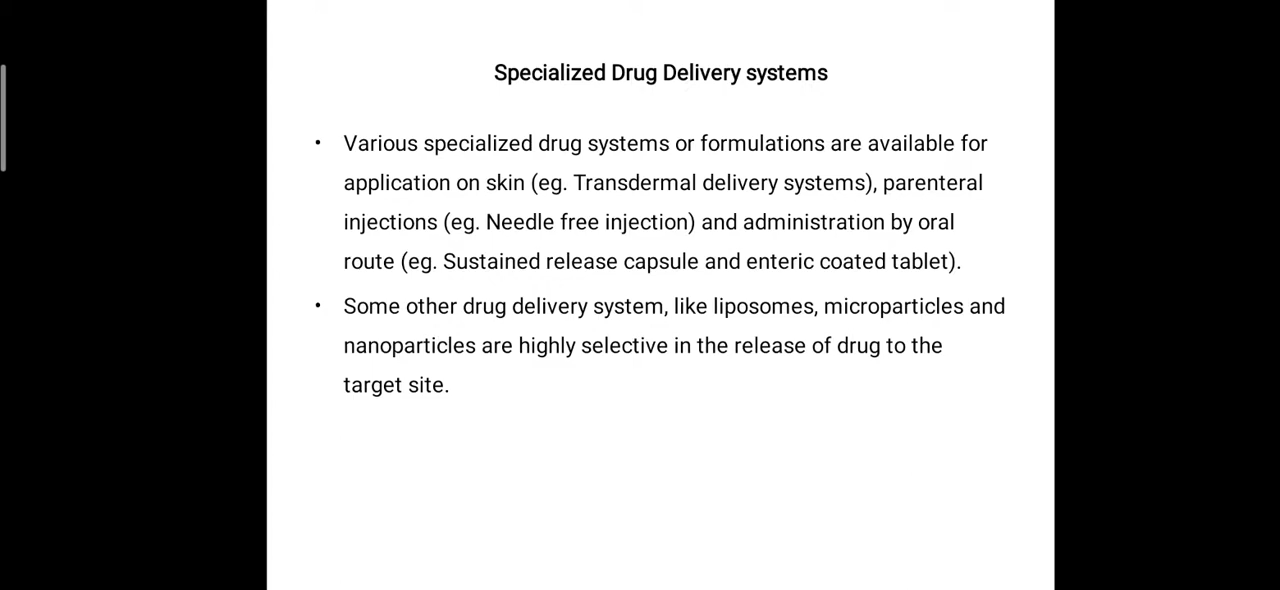 Specialized Drug Delivery systems
• Various specialized drug systems or formulations are available for
application on skin (eg. Transdermal delivery systems), parenteral
injections (eg. Needle free injection) and administration by oral
route (eg. Sustained release capsule and enteric coated tablet).
• Some other drug delivery system, like liposomes, microparticles and
nanoparticles are highly selective in the release of drug to the
target site.